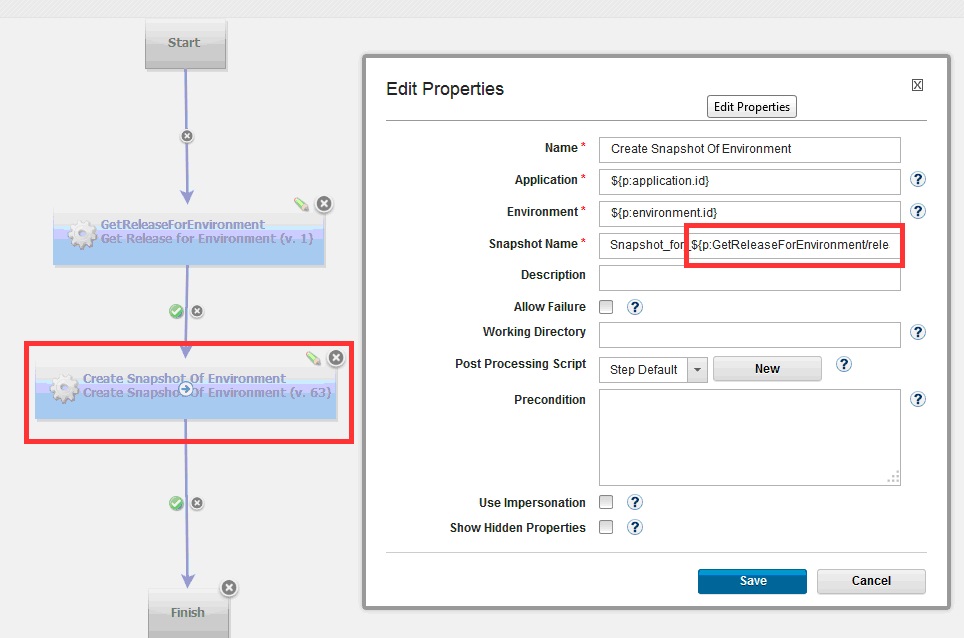 Start
GetReleaseForEnvironment
Get Release for Environment (v. 1)
Create Snapshot Of Environment
Create Snapshot Of Environment (v. 63)
Finish
Edit Properties
Edit Properties
Name *
Create Snapshot Of Environment
Application *
${p:application.id}
?
Environment *
${p:environment.id}
?
Snapshot Name *
Snapshot_for_${p:GetReleaseForEnvironment/rele
Description
Allow Failure
?
Working Directory
?
Post Processing Script
Step Default
New
?
Precondition
?
Use Impersonation
?
Show Hidden Properties
?
Save
Cancel